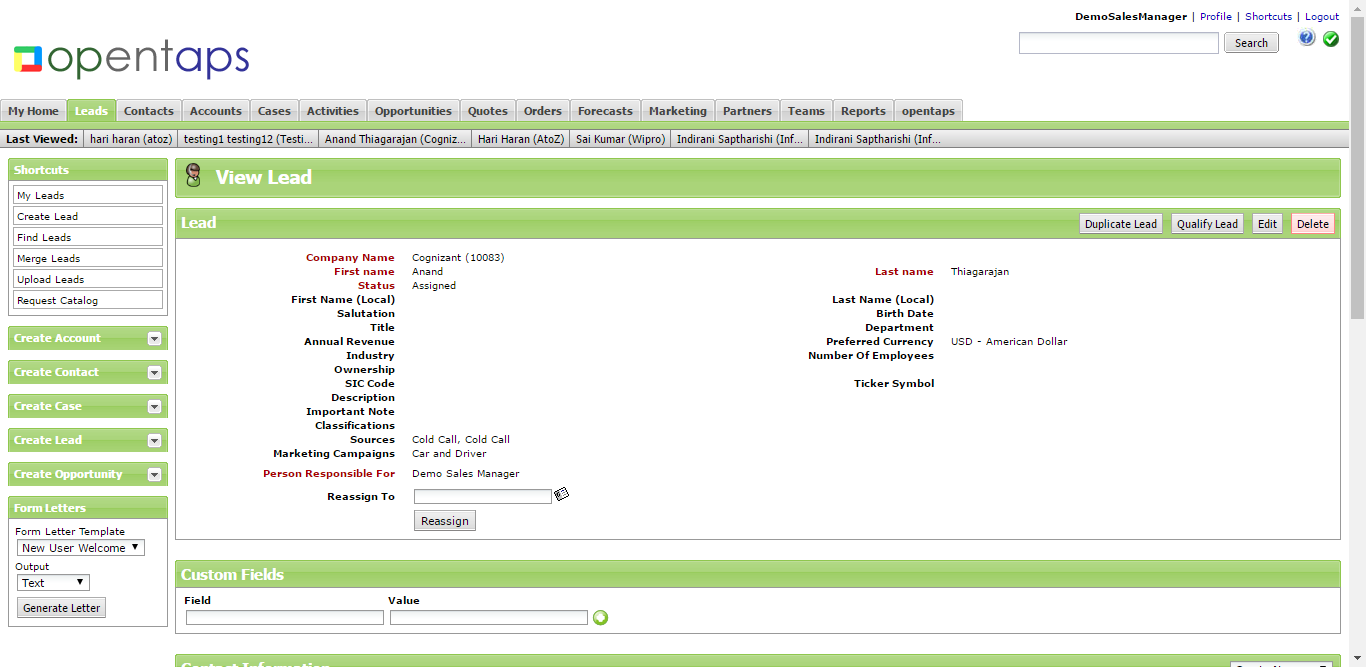 DemoSalesManager | Profile | Shortcuts | Logout
opentaps
Search
My Home Leads Contacts Accounts Cases Activities Opportunities Quotes Orders Forecasts Marketing Partners Teams Reports opentaps
Last Viewed: hari haran (atoz) testing1 testing12 (Testi... Anand Thiagarajan (Cogniz... Hari Haran (AtoZ) Sai Kumar (Wipro) Indirani Saptharishi (Inf... Indirani Saptharishi (Inf...
Shortcuts
My Leads
Create Lead
Find Leads
Merge Leads
Upload Leads
Request Catalog
Create Account
Create Contact
Create Case
Create Lead
Create Opportunity
Form Letters
Form Letter Template
New User Welcome
Output
Text
Generate Letter
View Lead
Lead Duplicate Lead Qualify Lead Edit Delete
Company Name Cognizant (10083)
First name Anand Last name Thiagarajan
Status Assigned
First Name (Local) Last Name (Local)
Salutation Birth Date
Title Department
Annual Revenue Preferred Currency USD - American Dollar
Industry Number Of Employees
Ownership
SIC Code Ticker Symbol
Description
Important Note
Classifications
Sources Cold Call, Cold Call
Marketing Campaigns Car and Driver
Person Responsible For Demo Sales Manager
Reassign To
Reassign
Custom Fields
Field Value
Contact Information